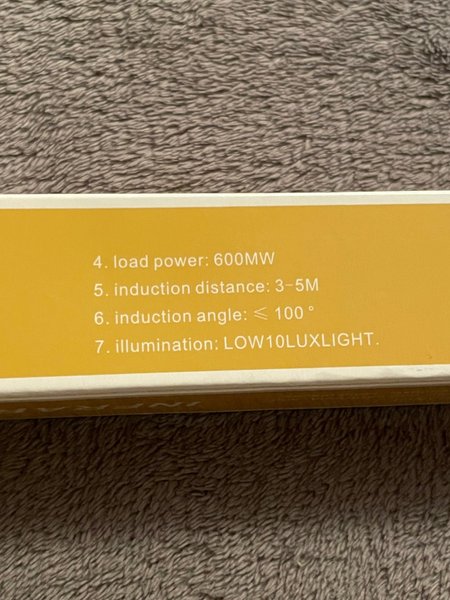 4. load power: 600MW
5. induction distance: 3-5M
6. induction angle: ≤ 100°
7. illumination: LOW10LUXLIGHT.